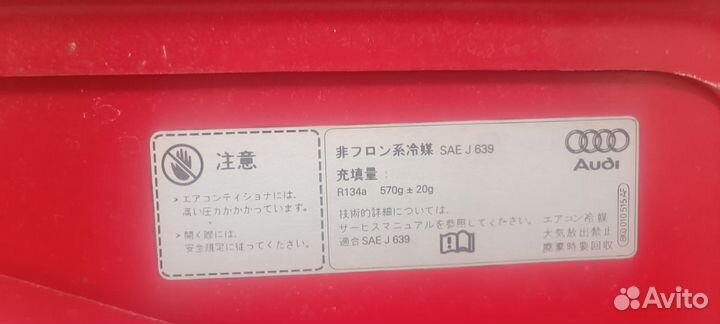 注意
> エアコンディショナには、
高い圧力がかかっています。
> 開く際には、
安全規定に従ってください。
非フロン系冷媒 SAE J 639
充填量 :
R134a 570g ± 20g
技術的詳細については、
サービスマニュアルを参照してください。
適合 SAE J 639
Audi
エアコン冷媒
大気放出禁止
廃棄時要回収
8K0 010 515 AF
Avito